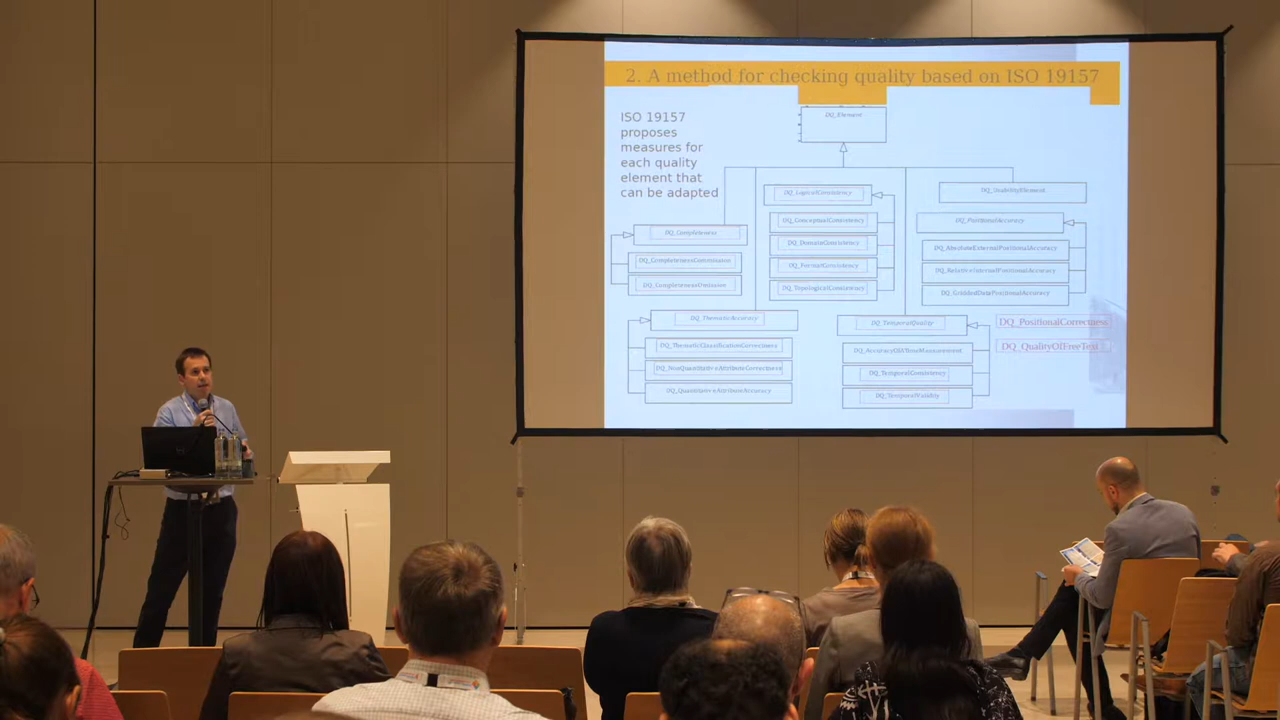 2. A method for checking quality based on ISO 19157
ISO 19157
proposes
measures for
each quality
element that
can be adapted
DQ_Element
DQ_LogicalConsistency
DQ_ConceptualConsistency
DQ_DomainConsistency
DQ_FormatConsistency
DQ_TopologicalConsistency
DQ_UsabilityElement
DQ_PositionalAccuracy
DQ_AbsoluteExternalPositionalAccuracy
DQ_RelativeInternalPositionalAccuracy
DQ_GriddedDataPositionalAccuracy
DQ_Completeness
DQ_CompletenessCommission
DQ_CompletenessOmission
DQ_ThematicAccuracy
DQ_ThematicClassificationCorrectness
DQ_NonQuantitativeAttributeCorrectness
DQ_QuantitativeAttributeAccuracy
DQ_TemporalQuality
DQ_AccuracyOfATimeMeasurement
DQ_TemporalConsistency
DQ_TemporalValidity
DQ_PositionalCorrectness
DQ_QualityOfFreeText